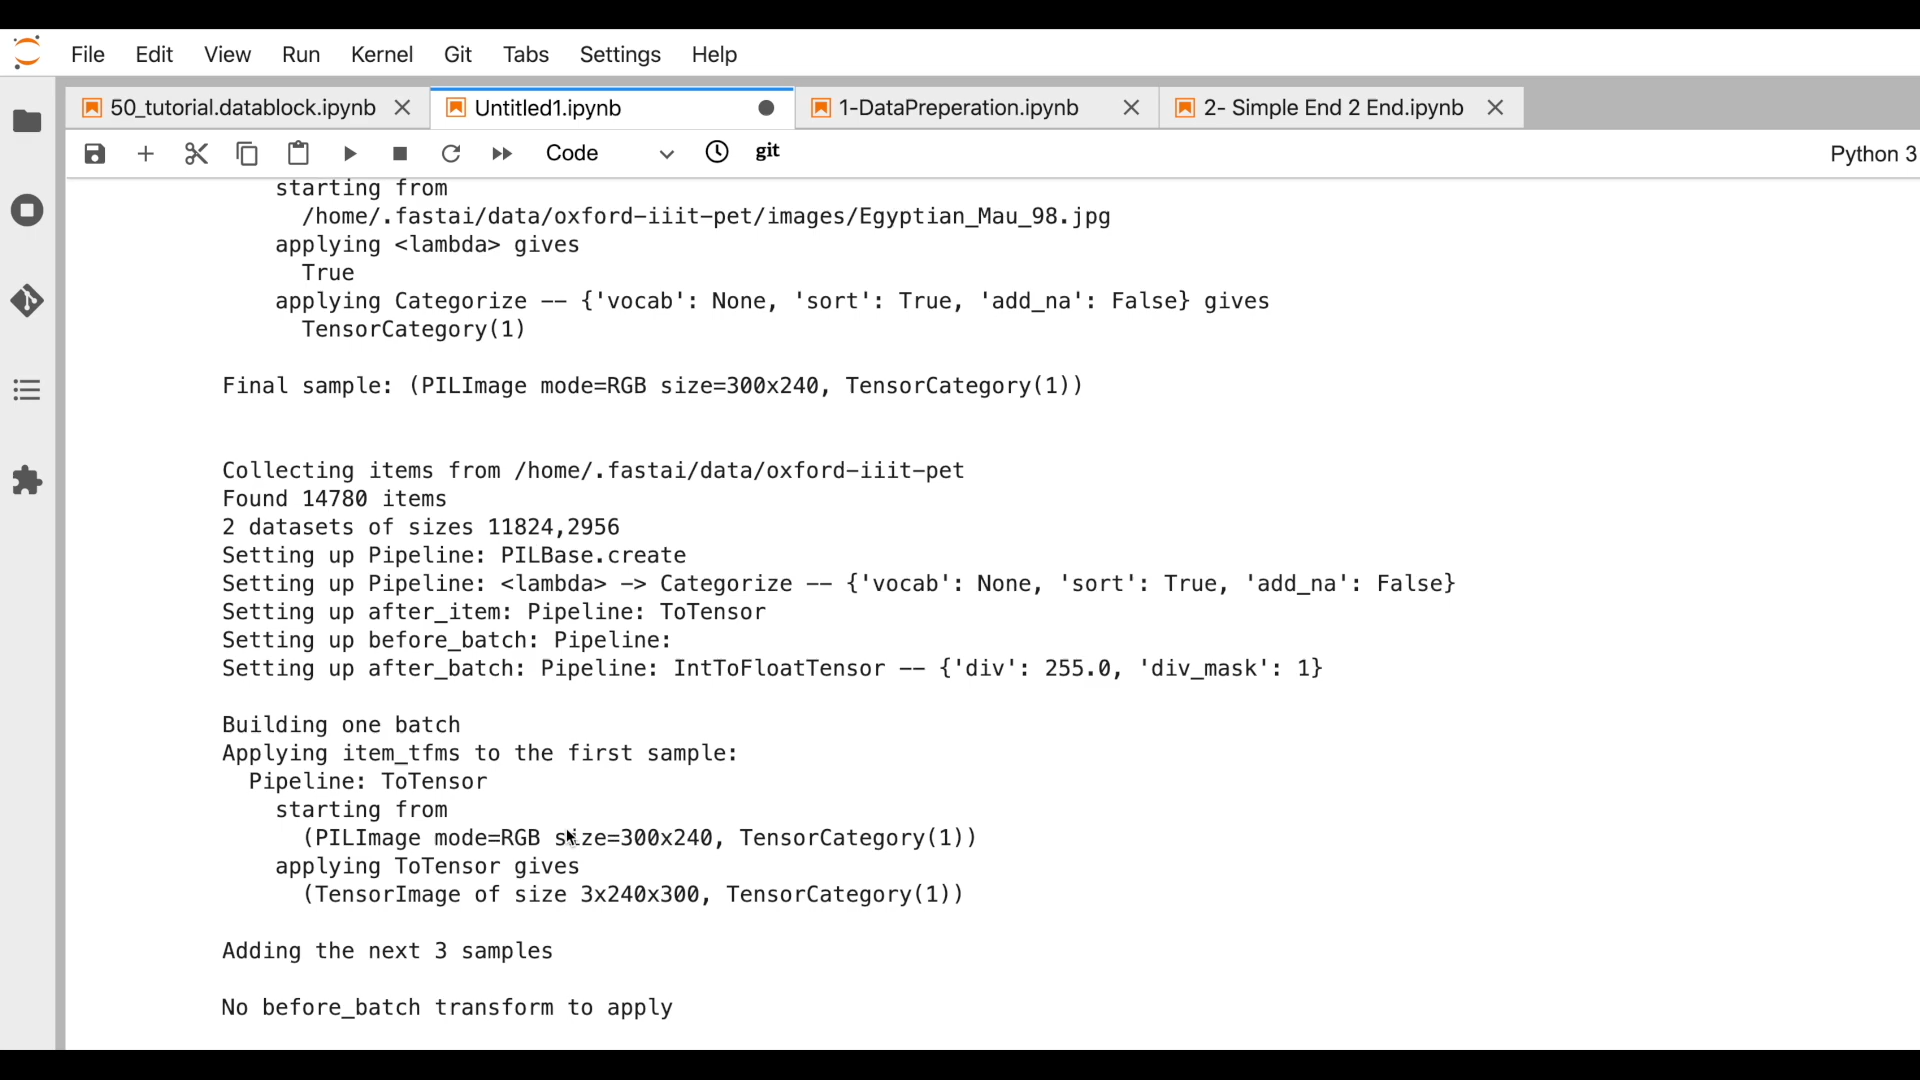 File Edit View Run Kernel Git Tabs Settings Help
50_tutorial.datablock.ipynb Untitled1.ipynb 1-DataPreperation.ipynb 2- Simple End 2 End.ipynb
Code git Python 3
starting from
/home/.fastai/data/oxford-iiit-pet/images/Egyptian_Mau_98.jpg
applying <lambda> gives
True
applying Categorize -- {'vocab': None, 'sort': True, 'add_na': False} gives
TensorCategory(1)
Final sample: (PILImage mode=RGB size=300x240, TensorCategory(1))
Collecting items from /home/.fastai/data/oxford-iiit-pet
Found 14780 items
2 datasets of sizes 11824,2956
Setting up Pipeline: PILBase.create
Setting up Pipeline: <lambda> -> Categorize -- {'vocab': None, 'sort': True, 'add_na': False}
Setting up after_item: Pipeline: ToTensor
Setting up before_batch: Pipeline:
Setting up after_batch: Pipeline: IntToFloatTensor -- {'div': 255.0, 'div_mask': 1}
Building one batch
Applying item_tfms to the first sample:
Pipeline: ToTensor
starting from
(PILImage mode=RGB size=300x240, TensorCategory(1))
applying ToTensor gives
(TensorImage of size 3x240x300, TensorCategory(1))
Adding the next 3 samples
No before_batch transform to apply